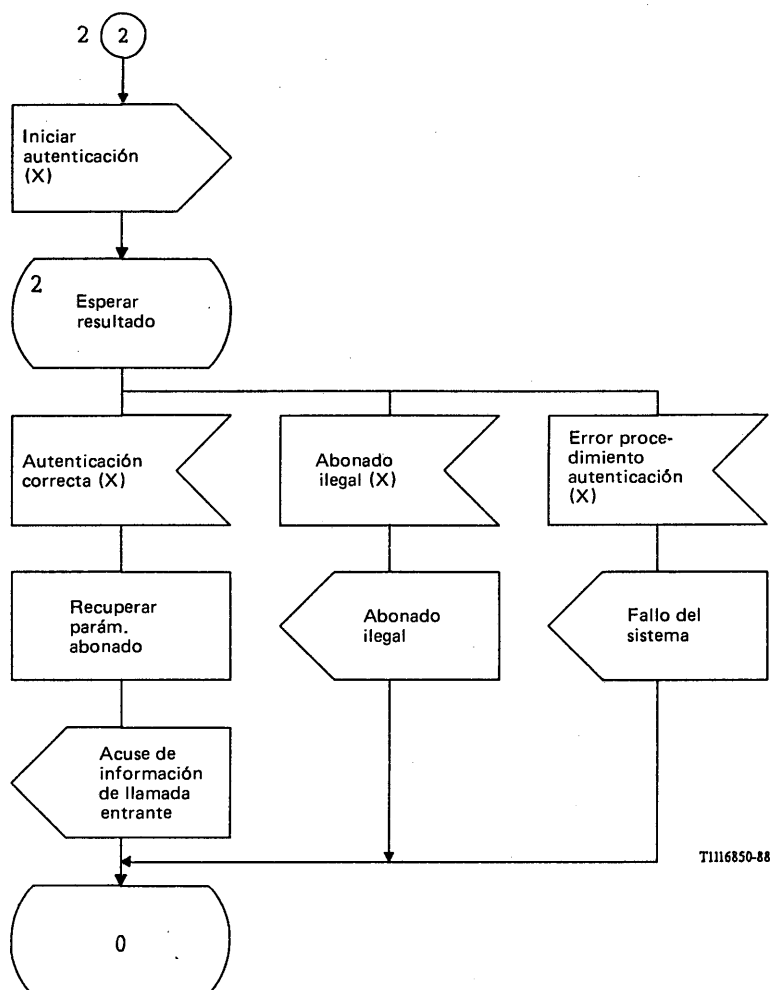 2 2
Iniciar
autenticación
(X)
2
Esperar
resultado
Autenticación
correcta (X)
Abonado
ilegal (X)
Error proce-
dimiento
autenticación
(X)
Recuperar
parám.
abonado
Abonado
ilegal
Fallo del
sistema
Acuse de
información
de llamada
entrante
T1116850-88
0